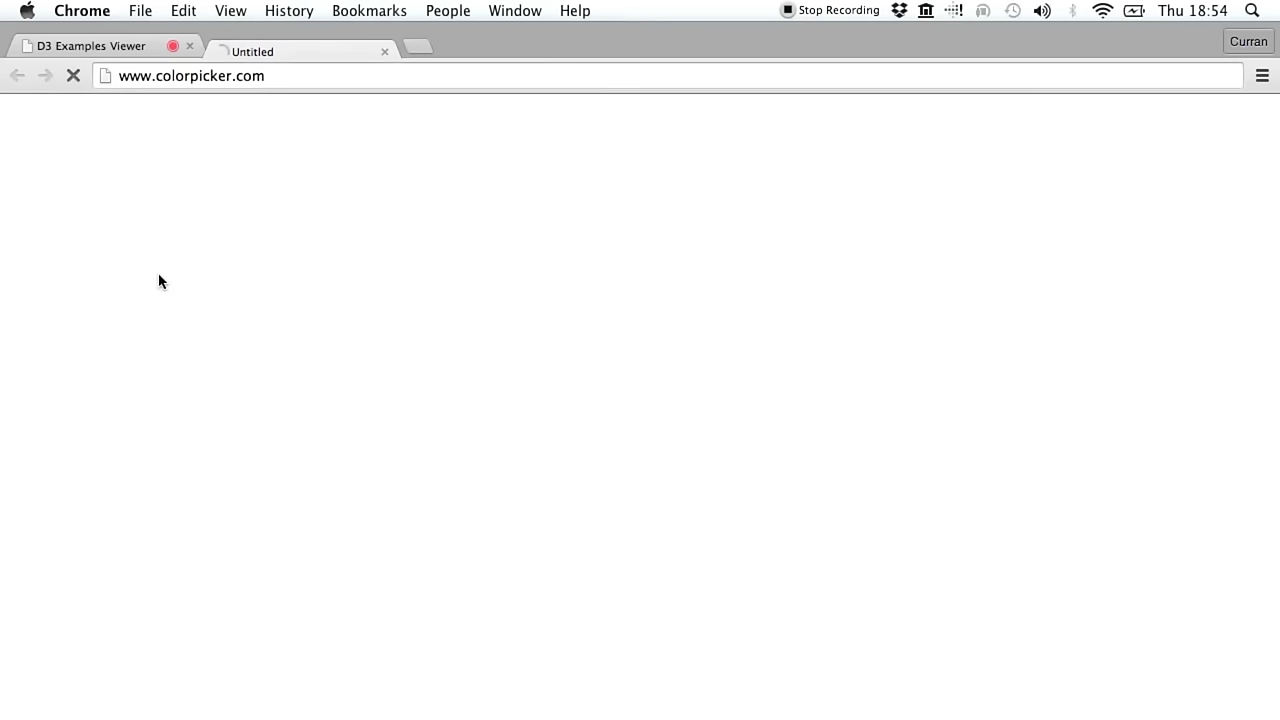 Chrome File Edit View History Bookmarks People Window Help Stop Recording Thu 18:54
D3 Examples Viewer Untitled Curran
www.colorpicker.com